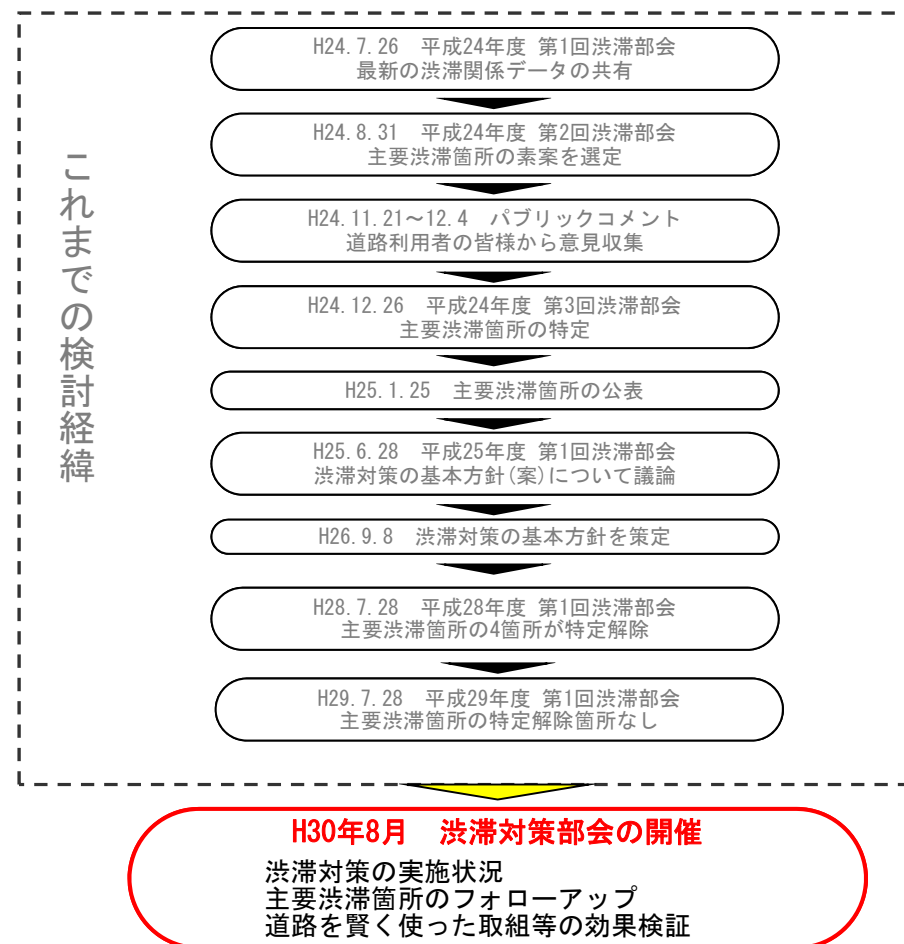 これまでの検討経緯
H24.7.26　平成24年度 第1回渋滞部会
最新の渋滞関係データの共有
H24.8.31　平成24年度 第2回渋滞部会
主要渋滞箇所の素案を選定
H24.11.21～12.4　パブリックコメント
道路利用者の皆様から意見収集
H24.12.26　平成24年度 第3回渋滞部会
主要渋滞箇所の特定
H25.1.25　主要渋滞箇所の公表
H25.6.28　平成25年度 第1回渋滞部会
渋滞対策の基本方針(案)について議論
H26.9.8　渋滞対策の基本方針を策定
H28.7.28　平成28年度 第1回渋滞部会
主要渋滞箇所の4箇所が特定解除
H29.7.28　平成29年度 第1回渋滞部会
主要渋滞箇所の特定解除箇所なし
H30年8月　渋滞対策部会の開催
渋滞対策の実施状況
主要渋滞箇所のフォローアップ
道路を賢く使った取組等の効果検証